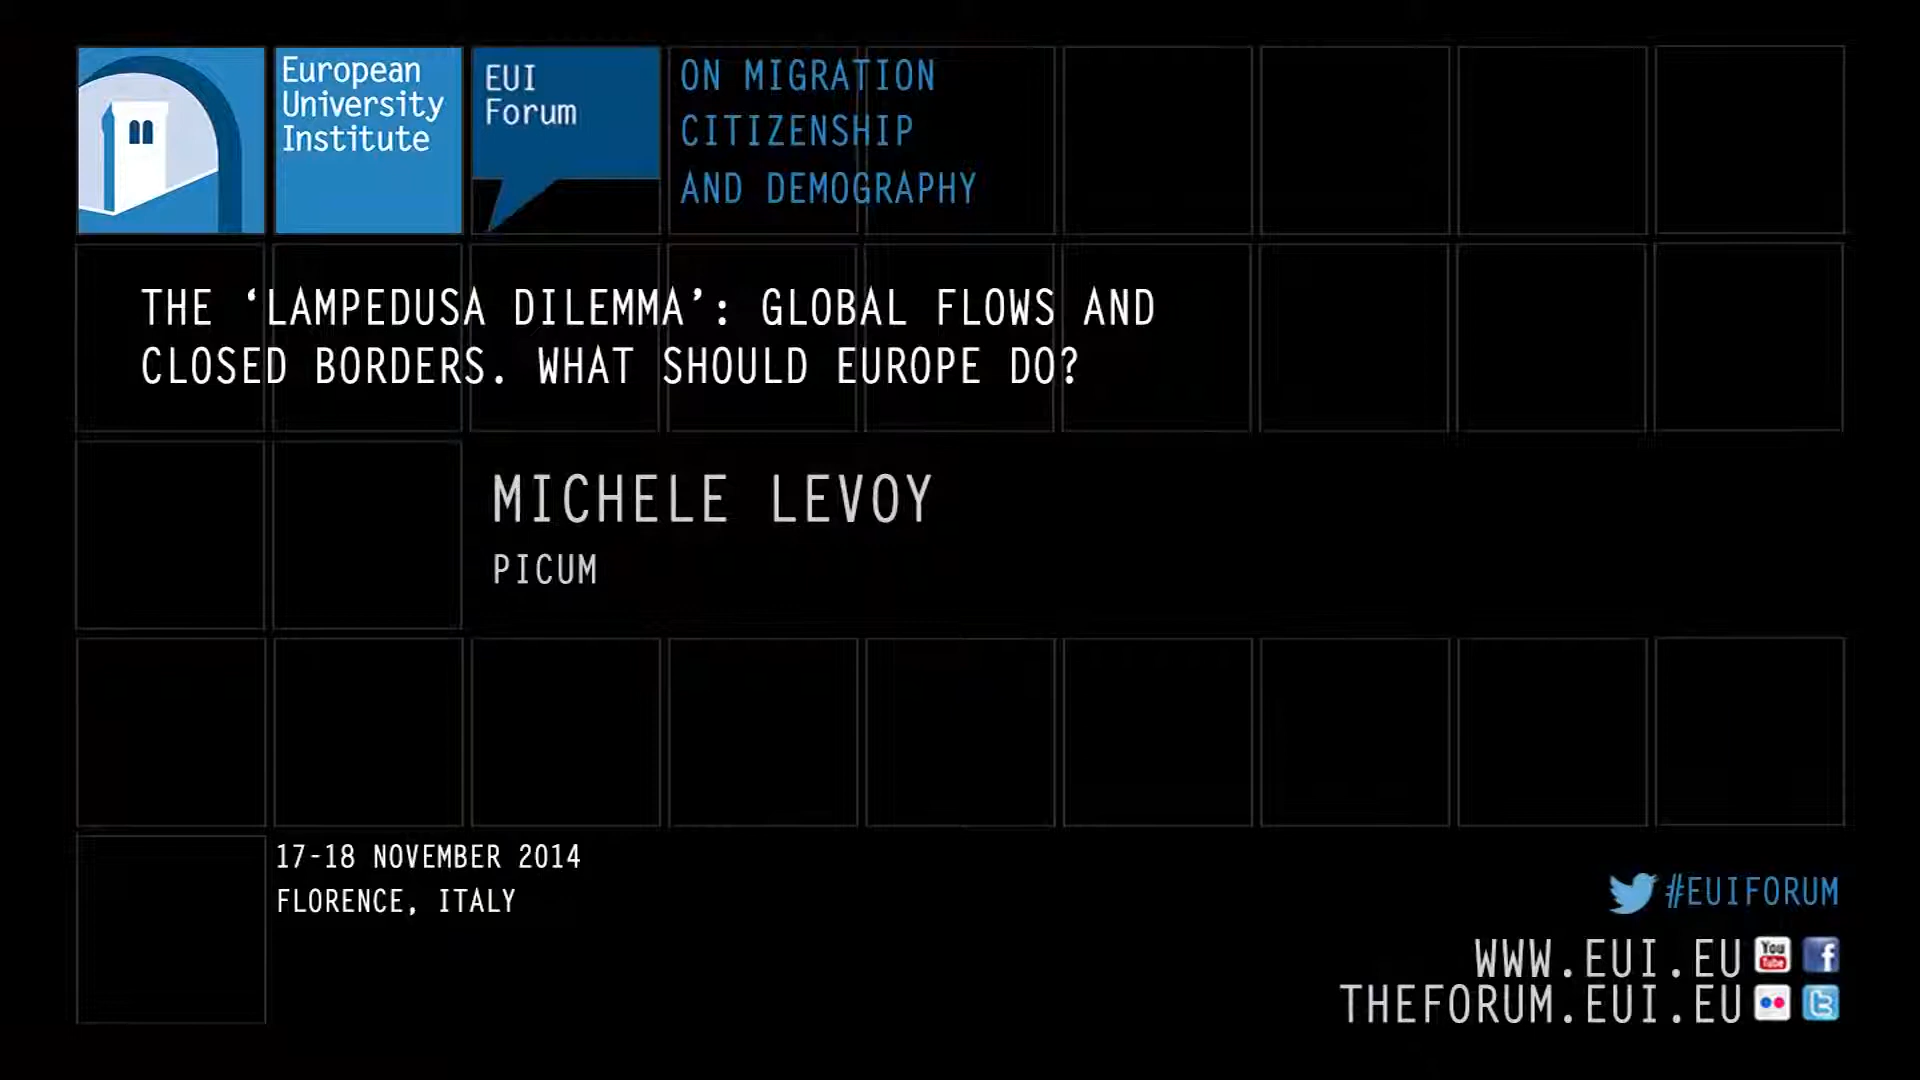 European
University
Institute
EUI
Forum
ON MIGRATION
CITIZENSHIP
AND DEMOGRAPHY
THE ‘LAMPEDUSA DILEMMA’: GLOBAL FLOWS AND
CLOSED BORDERS. WHAT SHOULD EUROPE DO?
MICHELE LEVOY
PICUM
17-18 NOVEMBER 2014
FLORENCE, ITALY
#EUIFORUM
WWW.EUI.EU
You
Tube
f
THEFORUM.EUI.EU
t